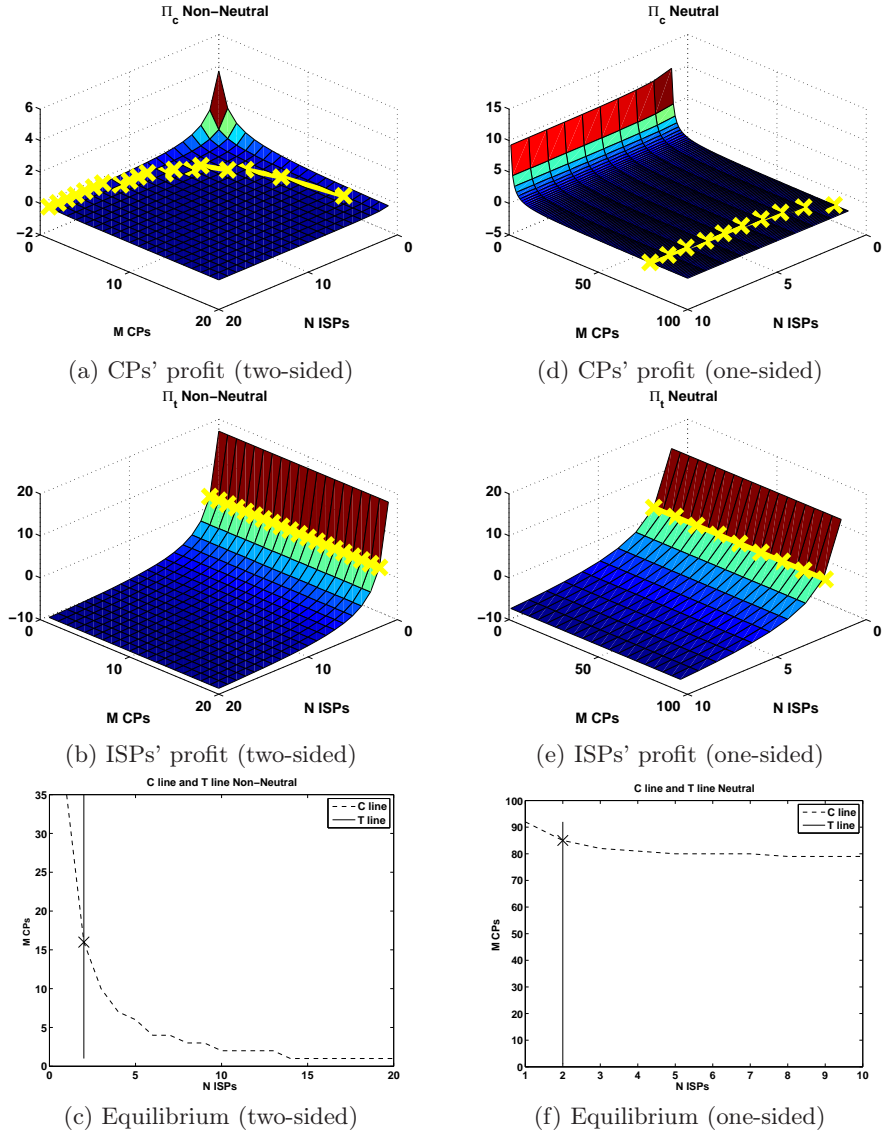 Π_c Non−Neutral
6
4
2
0
−2
0
10
20
M CPs
20
10
0
N ISPs
(a) CPs' profit (two-sided)
Π_c Neutral
15
10
5
0
−5
0
50
100
M CPs
10
5
0
N ISPs
(d) CPs' profit (one-sided)
Π_t Non−Neutral
20
10
0
−10
0
10
20
M CPs
20
10
0
N ISPs
(b) ISPs' profit (two-sided)
Π_t Neutral
20
10
0
−10
0
50
100
M CPs
10
5
0
N ISPs
(e) ISPs' profit (one-sided)
C line and T line Non−Neutral
35
30
25
20
15
10
5
0
M CPs
0
5
10
15
20
N ISPs
C line
T line
(c) Equilibrium (two-sided)
C line and T line Neutral
100
90
80
70
60
50
40
30
20
10
0
M CPs
1
2
3
4
5
6
7
8
9
10
N ISPs
C line
T line
(f) Equilibrium (one-sided)